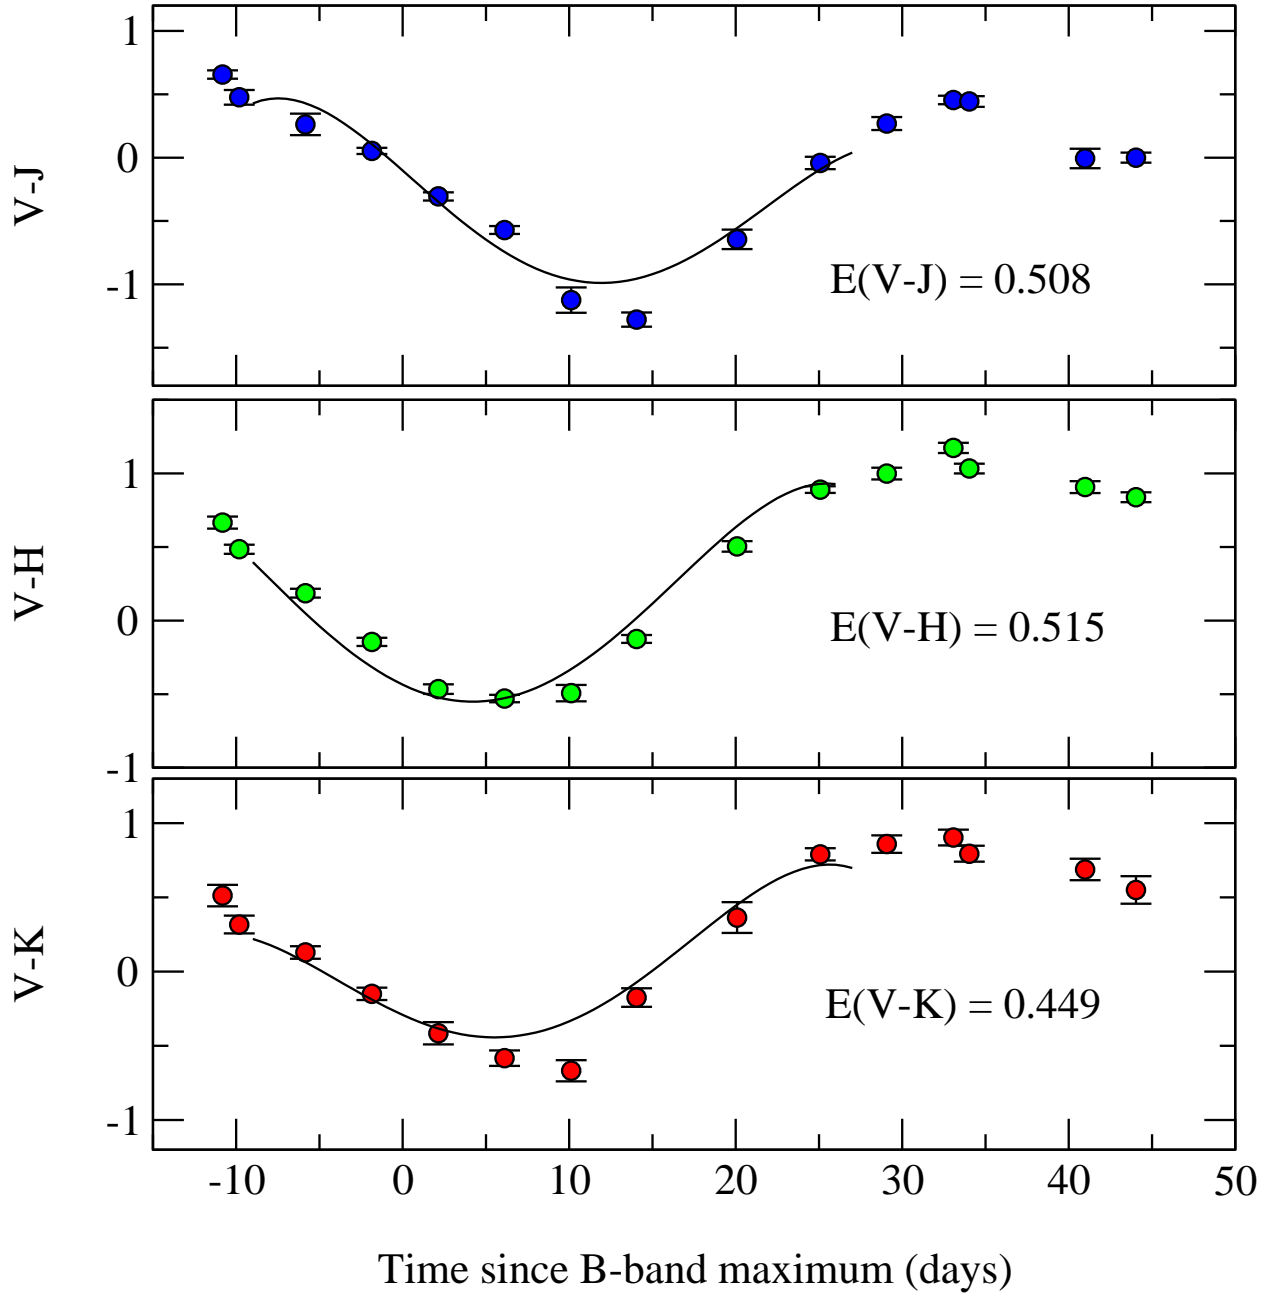 1
0
-1
V-J
E(V-J) = 0.508
1
0
-1
V-H
E(V-H) = 0.515
1
0
-1
V-K
E(V-K) = 0.449
-10 0 10 20 30 40 50
Time since B-band maximum (days)